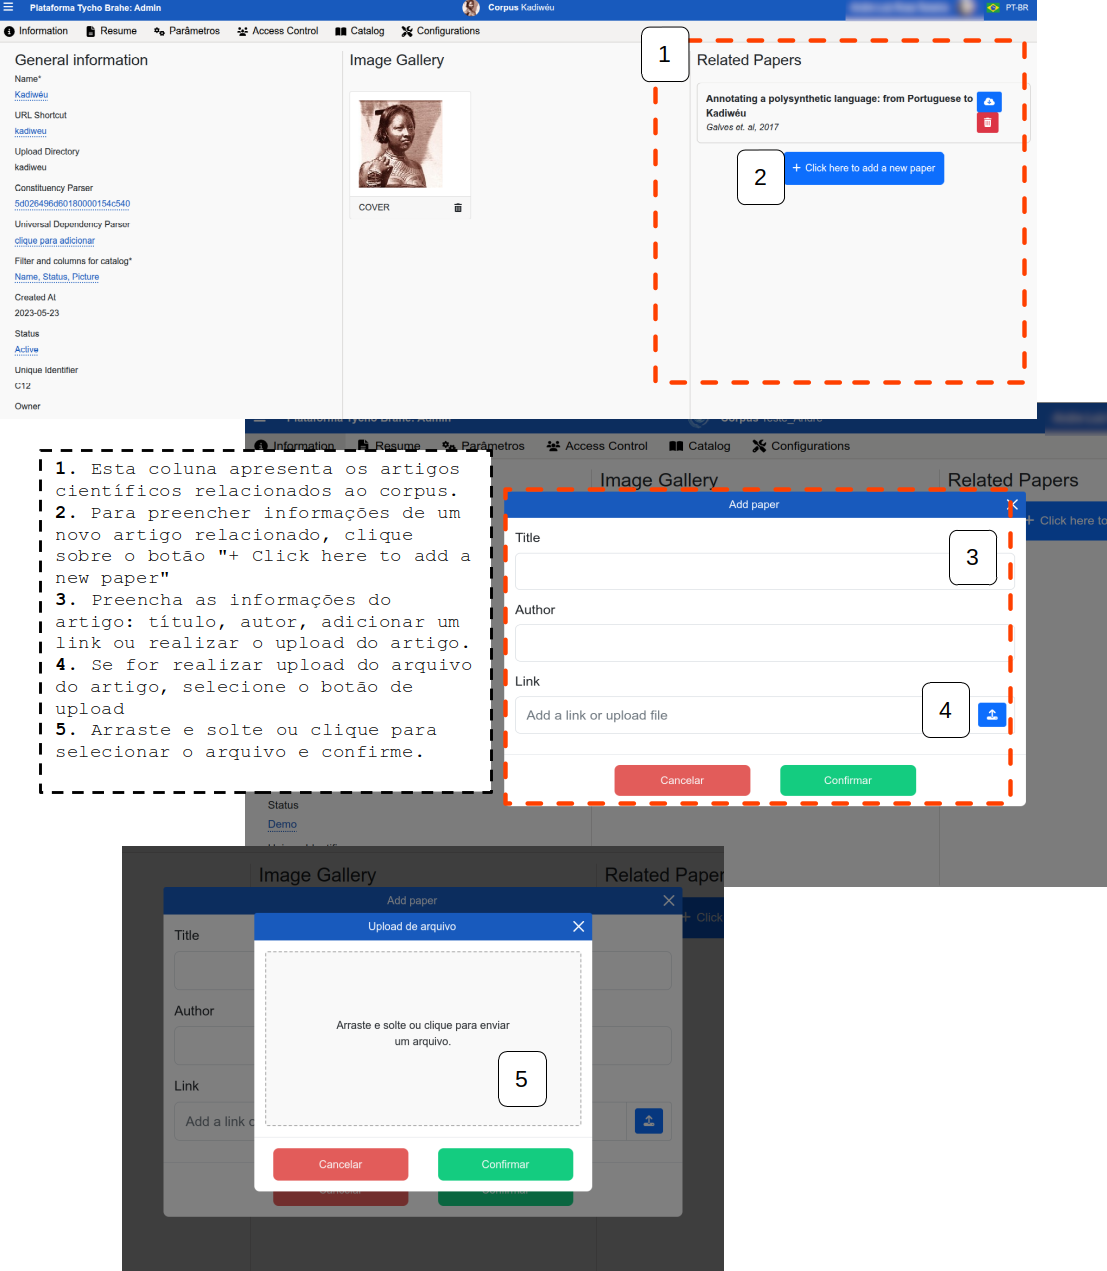 Plataforma Tycho Brahe: Admin
Corpus Kadiwéu
PT-BR
Information
Resume
Parâmetros
Access Control
Catalog
Configurations
General information
Name*
Kadiwéu
URL Shortcut
kadiweu
Upload Directory
kadiweu
Constituency Parser
5d026496d60180000154c540
Universal Dependency Parser
clique para adicionar
Filter and columns for catalog*
Name, Status, Picture
Created At
2023-05-23
Status
Active
Unique Identifier
C12
Owner
Image Gallery
COVER
1
Related Papers
Annotating a polysynthetic language: from Portuguese to
Kadiwéu
Galves et. al, 2017
2
+ Click here to add a new paper
Plataforma Tycho Brahe: Admin
Corpus Teste_Andre
Information
Resume
Parâmetros
Access Control
Catalog
Configurations
Image Gallery
Related Papers
+ Click here to
1. Esta coluna apresenta os artigos
científicos relacionados ao corpus.
2. Para preencher informações de um
novo artigo relacionado, clique
sobre o botão "+ Click here to add a
new paper"
3. Preencha as informações do
artigo: título, autor, adicionar um
link ou realizar o upload do artigo.
4. Se for realizar upload do arquivo
do artigo, selecione o botão de
upload
5. Arraste e solte ou clique para
selecionar o arquivo e confirme.
Add paper
Title
3
Author
Link
Add a link or upload file
4
Cancelar
Confirmar
Status
Demo
Image Gallery
Related Paper
+ Click
Add paper
Title
Author
Link
Add a link
Upload de arquivo
Arraste e solte ou clique para enviar
um arquivo.
5
Cancelar
Confirmar
Cancelar
Confirmar